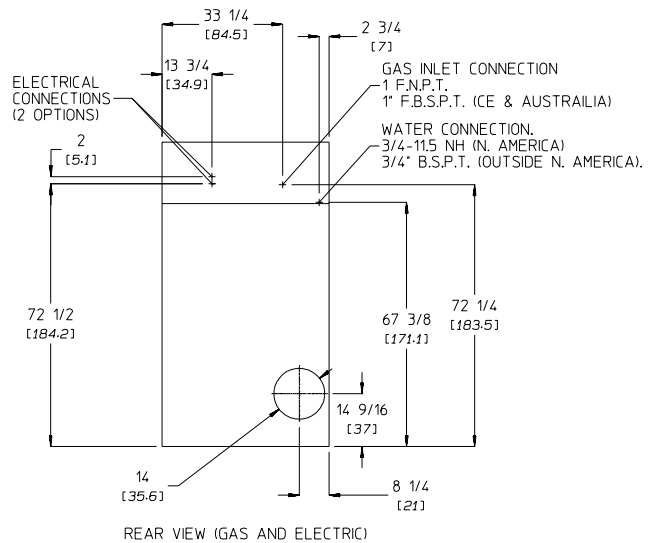 33 1/4
[84.5]
2 3/4
[7]
13 3/4
[34.9]
ELECTRICAL
CONNECTIONS
(2 OPTIONS)
GAS INLET CONNECTION
1 F.N.P.T.
1" F.B.S.P.T. (CE & AUSTRAILIA)
WATER CONNECTION.
3/4-11.5 NH (N. AMERICA)
3/4" B.S.P.T. (OUTSIDE N. AMERICA).
2
[5.1]
72 1/2
[184.2]
67 3/8
[171.1]
72 1/4
[183.5]
14 9/16
[37]
14
[35.6]
8 1/4
[21]
REAR VIEW (GAS AND ELECTRIC)